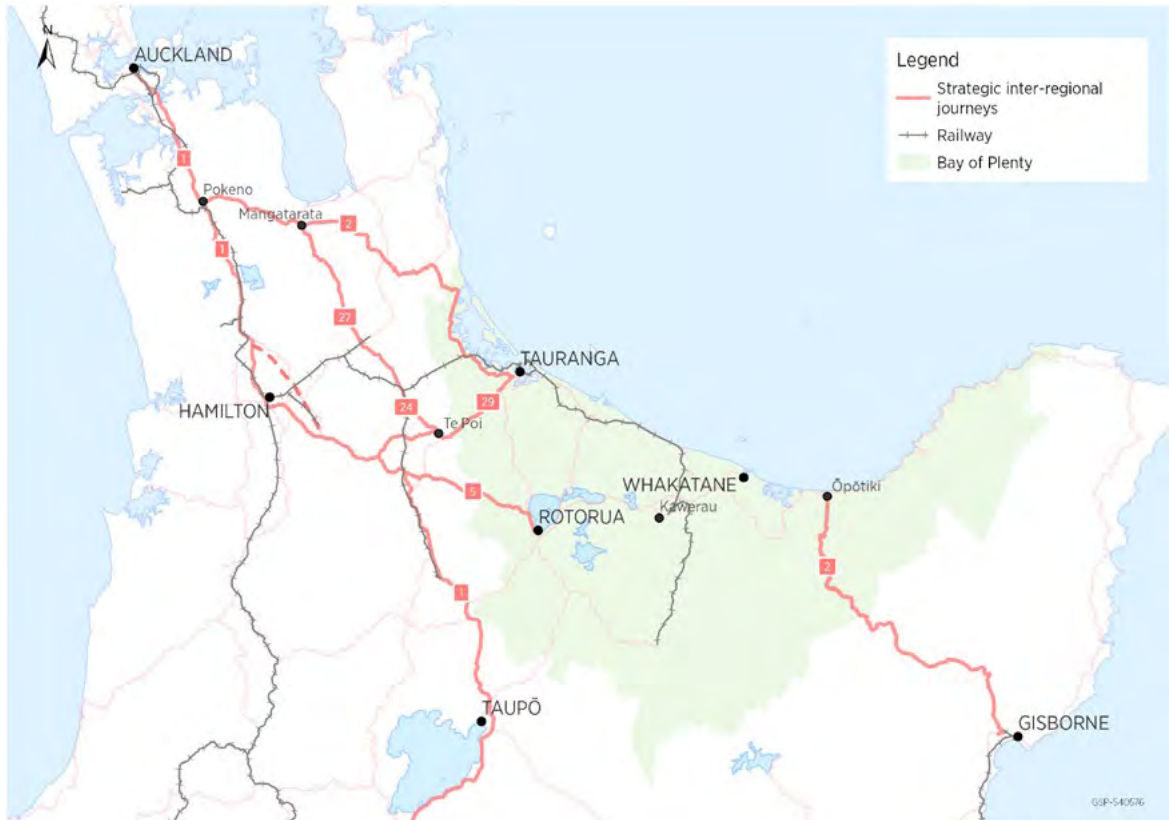 N
AUCKLAND
Legend
Strategic inter-regional
journeys
Railway
Bay of Plenty
1
Pokeno
Mangatarata
2
1
27
TAURANGA
HAMILTON
24
29
Te Poi
5
WHAKATANE
Ōpōtiki
Kawerau
ROTORUA
2
1
TAUPŌ
GISBORNE
GSP-S40576